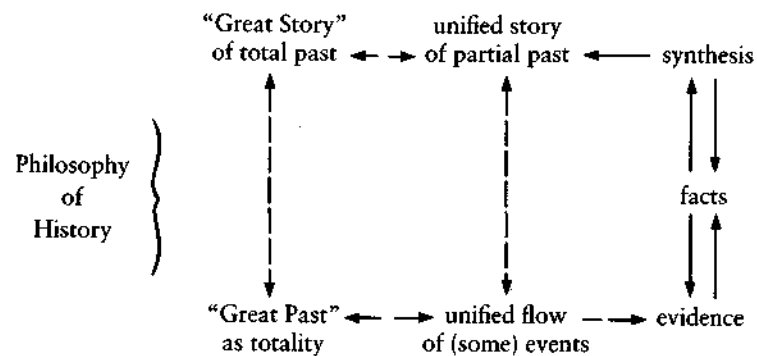 “Great Story”
of total past
unified story
of partial past
synthesis
Philosophy
of
History
facts
“Great Past”
as totality
unified flow
of (some) events
evidence